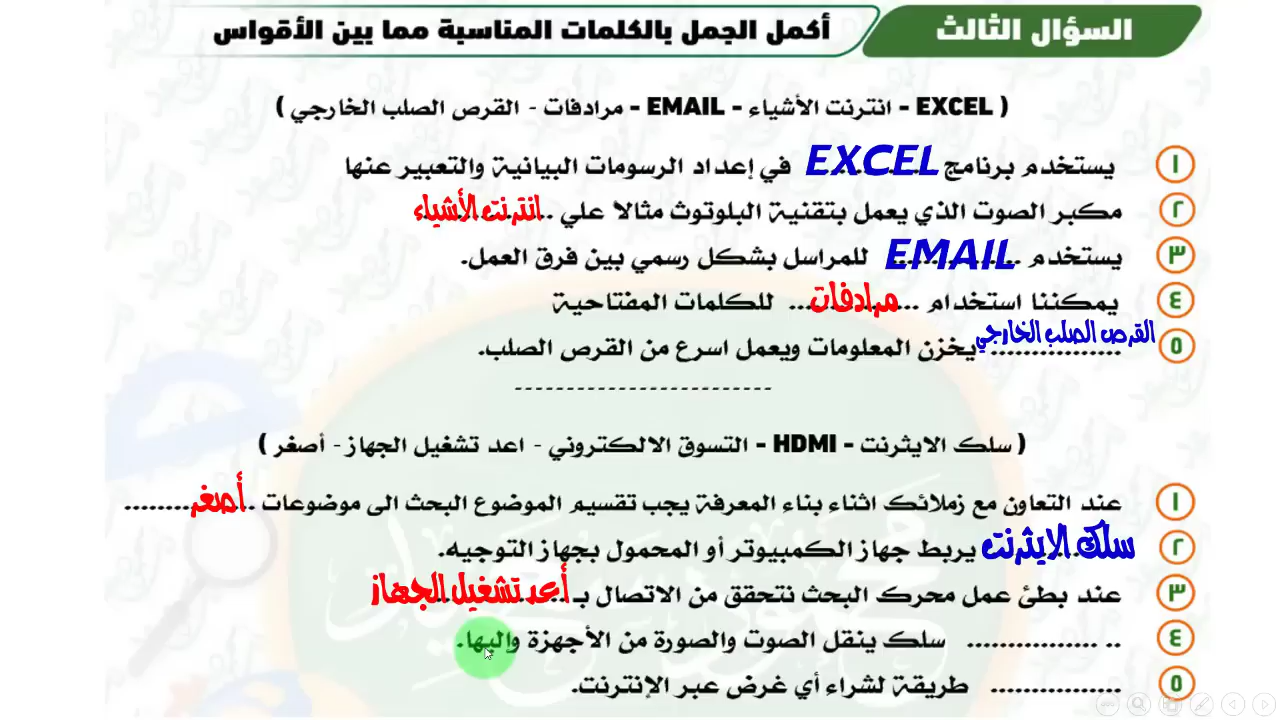 السؤال الثالث أكمل الجمل بالكلمات المناسبة مما بين الأقواس
( EXCEL - انترنت الأشياء - EMAIL - مرادفات - القرص الصلب الخارجي )
١ يستخدم برنامج EXCEL في إعداد الرسومات البيانية والتعبير عنها
٢ مكبر الصوت الذي يعمل بتقنية البلوتوث مثالا علي انترنت الأشياء
٣ يستخدم EMAIL للمراسل بشكل رسمي بين فرق العمل.
٤ يمكننا استخدام مرادفات للكلمات المفتاحية
٥ القرص الصلب الخارجي يخزن المعلومات ويعمل اسرع من القرص الصلب.
-------------------------
( سلك الايثرنت - HDMI - التسوق الالكتروني - اعد تشغيل الجهاز - أصغر )
١ عند التعاون مع زملائك اثناء بناء المعرفة يجب تقسيم الموضوع البحث الى موضوعات أصغر ........
٢ سلك الايثرنت يربط جهاز الكمبيوتر أو المحمول بجهاز التوجيه.
٣ عند بطئ عمل محرك البحث نتحقق من الاتصال بـ أعد تشغيل الجهاز
٤ .. ................ سلك ينقل الصوت والصورة من الأجهزة واليها.
٥ ................ طريقة لشراء أي غرض عبر الإنترنت.